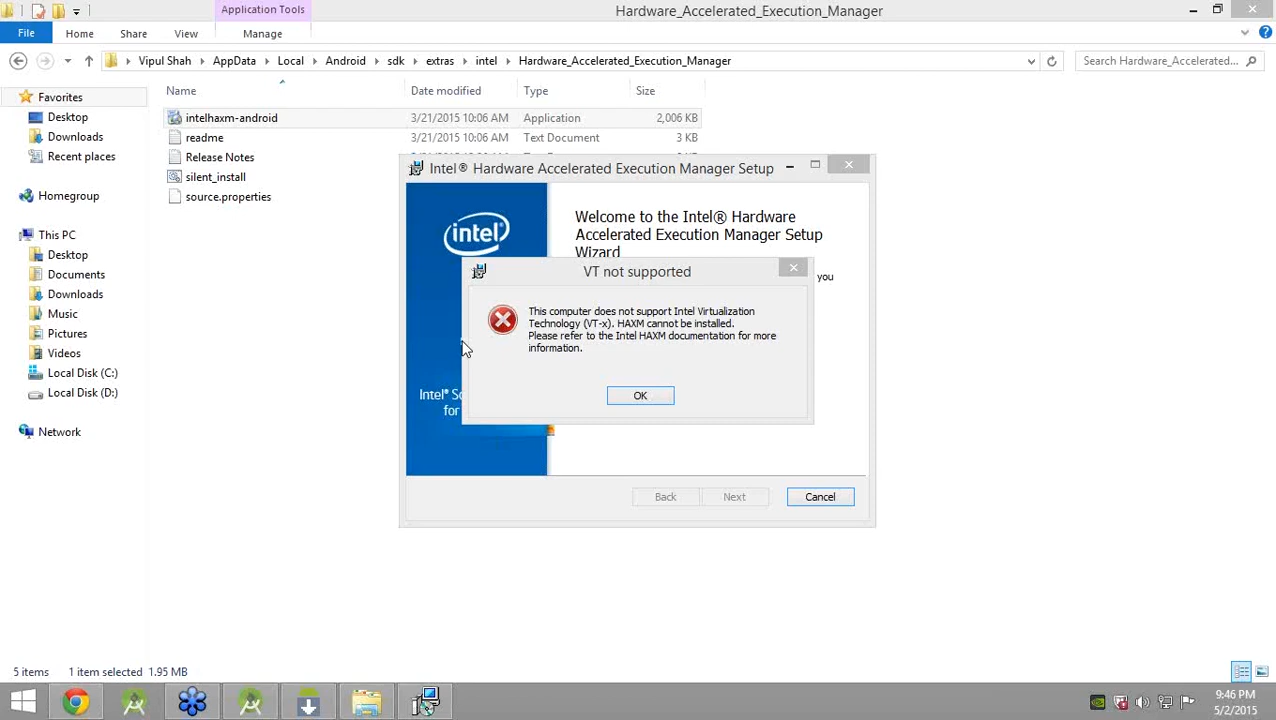 Application Tools
Hardware_Accelerated_Execution_Manager
File
Home
Share
View
Manage
Vipul Shah
AppData
Local
Android
sdk
extras
intel
Hardware_Accelerated_Execution_Manager
Search Hardware_Accelerated...
Favorites
Desktop
Downloads
Recent places
Homegroup
This PC
Desktop
Documents
Downloads
Music
Pictures
Videos
Local Disk (C:)
Local Disk (D:)
Network
Name
Date modified
Type
Size
intelhaxm-android
3/21/2015 10:06 AM
Application
2,006 KB
readme
3/21/2015 10:06 AM
Text Document
3 KB
Release Notes
silent_install
source.properties
Intel® Hardware Accelerated Execution Manager Setup
intel
Welcome to the Intel® Hardware
Accelerated Execution Manager Setup
Wizard
you
Intel® So
for
VT not supported
This computer does not support Intel Virtualization
Technology (VT-x). HAXM cannot be installed.
Please refer to the Intel HAXM documentation for more
information.
OK
Back
Next
Cancel
5 items
1 item selected 1.95 MB
9:46 PM
5/2/2015